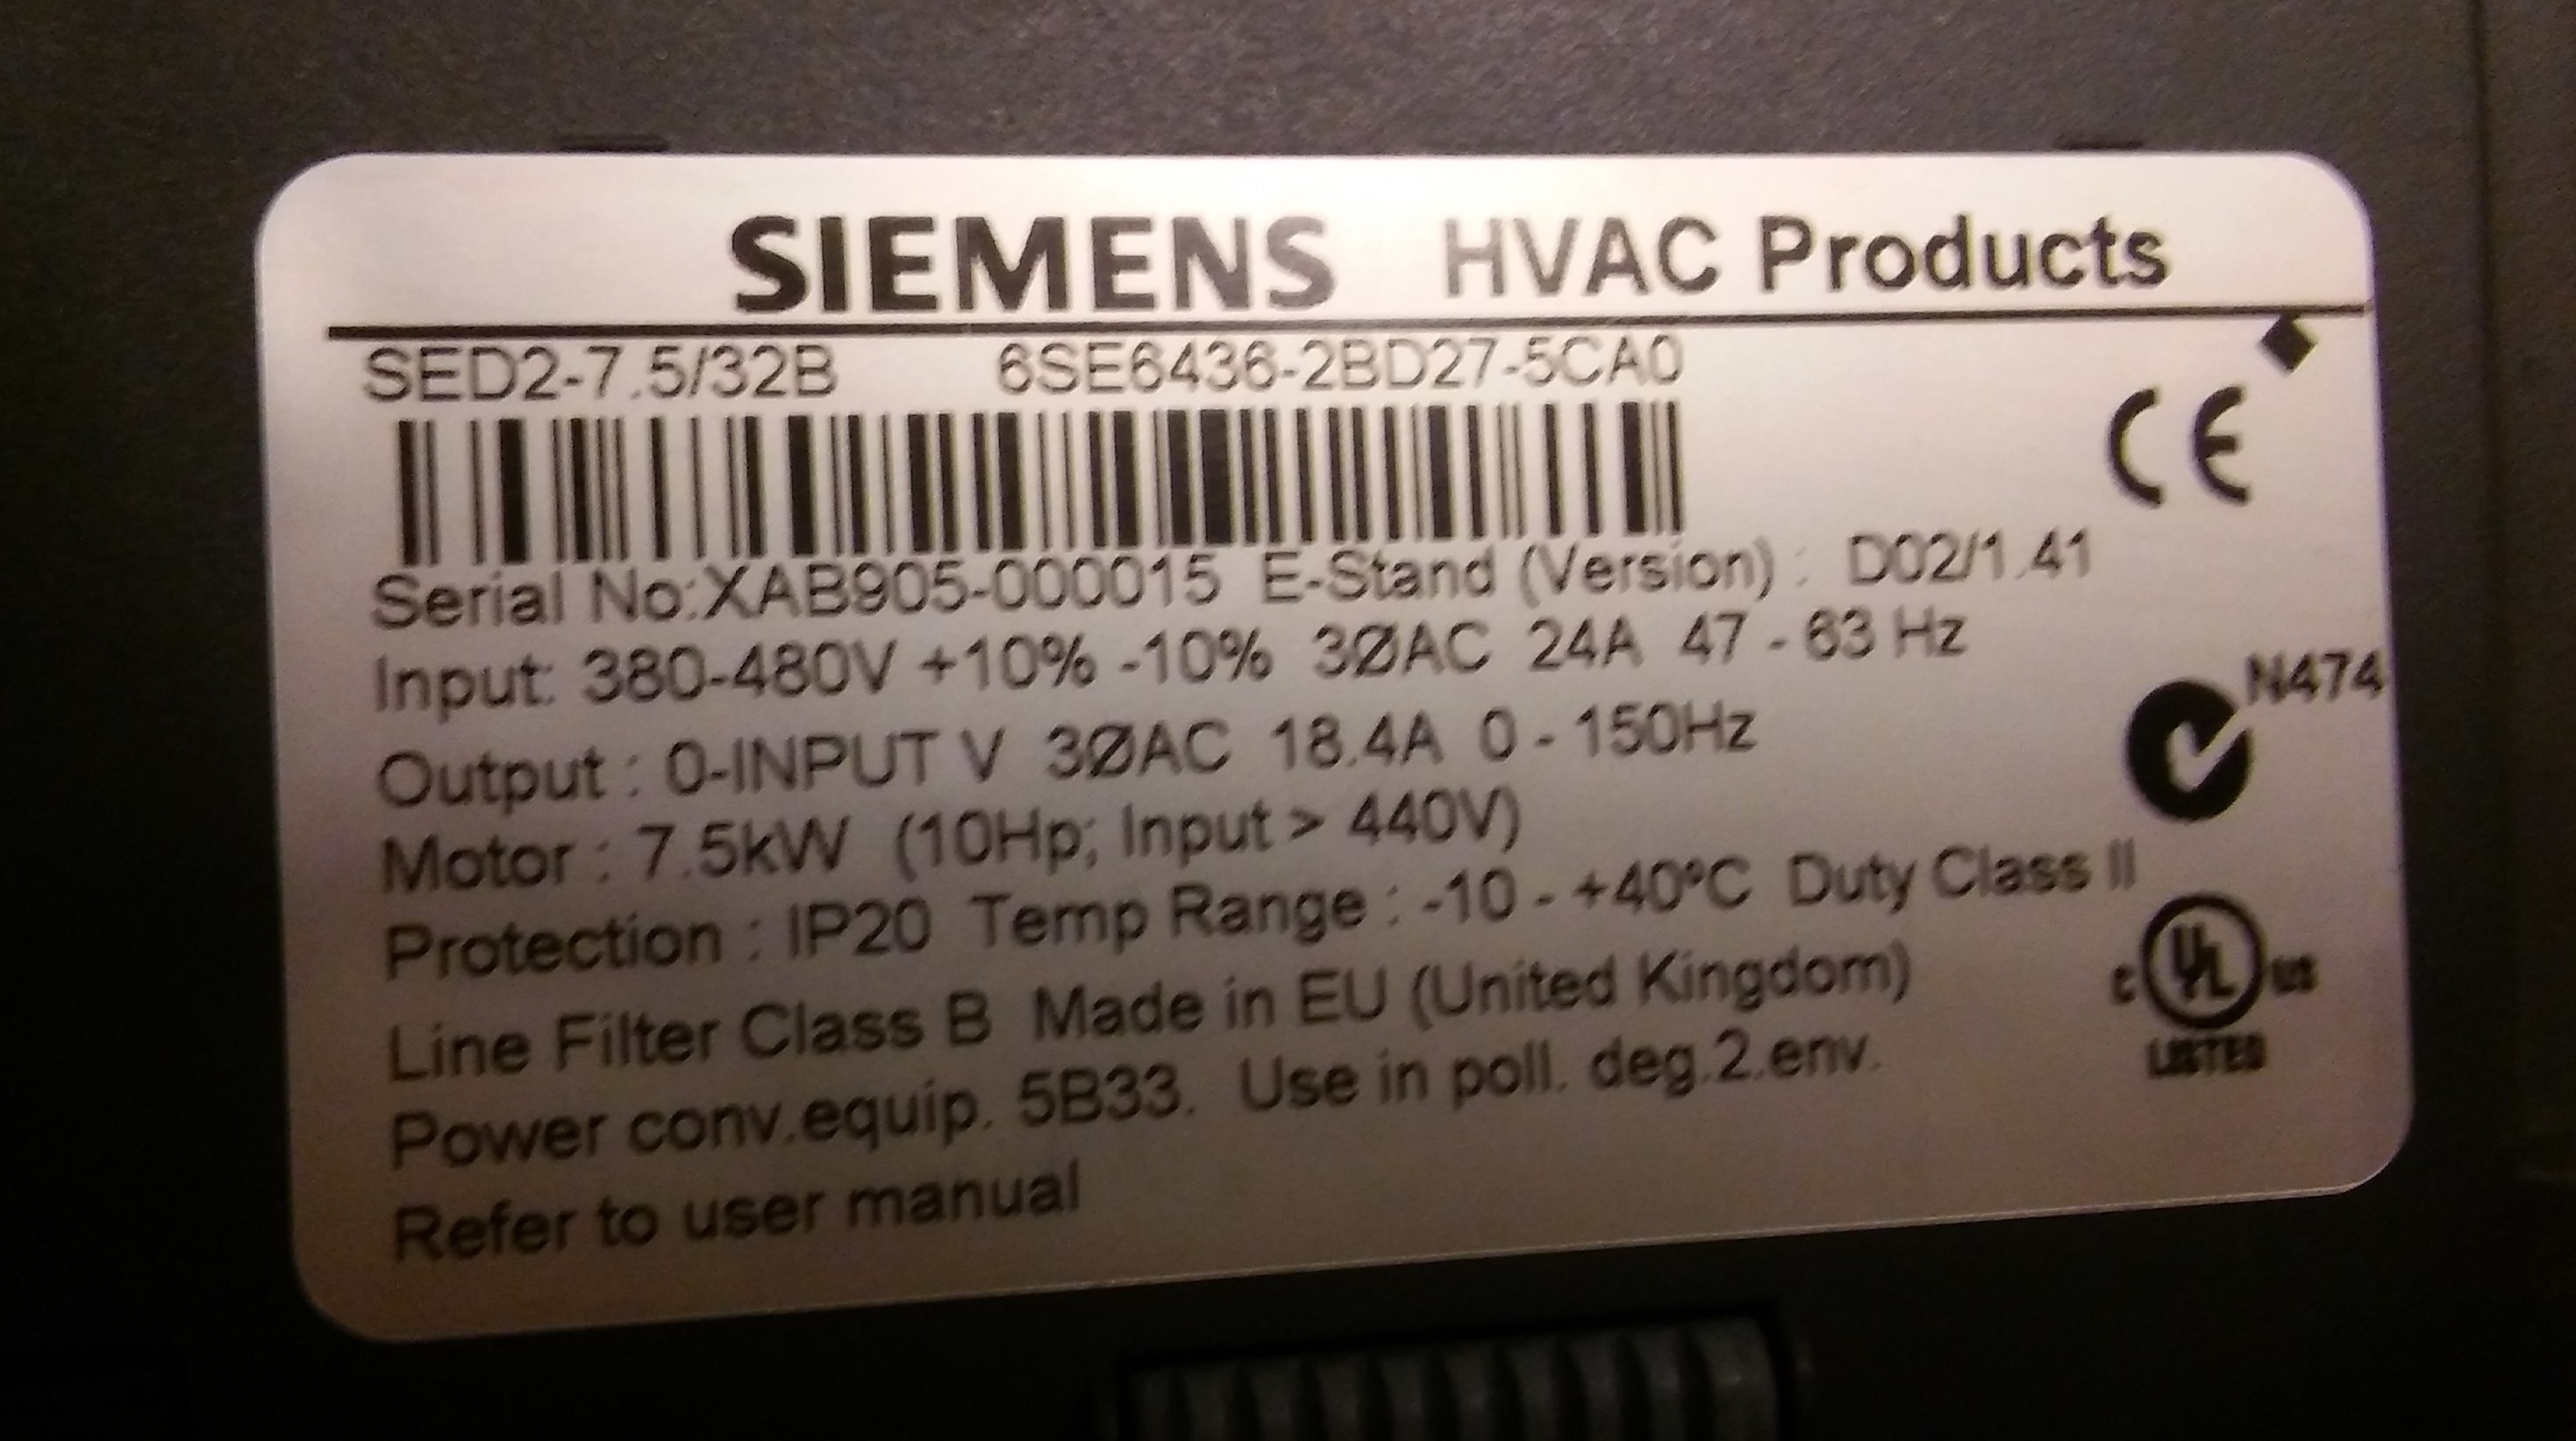 SIEMENS HVAC Products
SED2-7.5/32B 6SE6436-2BD27-5CA0
CE
Serial No:XAB905-000015 E-Stand (Version) : D02/1.41
Input: 380-480V +10% -10% 3ØAC 24A 47 - 63 Hz
N474
Output : 0-INPUT V 3ØAC 18.4A 0 - 150Hz
Motor : 7.5kW (10Hp; Input > 440V)
Protection : IP20 Temp Range : -10 - +40°C Duty Class II
Line Filter Class B Made in EU (United Kingdom)
c UL us
LISTED
Power conv.equip. 5B33. Use in poll. deg.2.env.
Refer to user manual